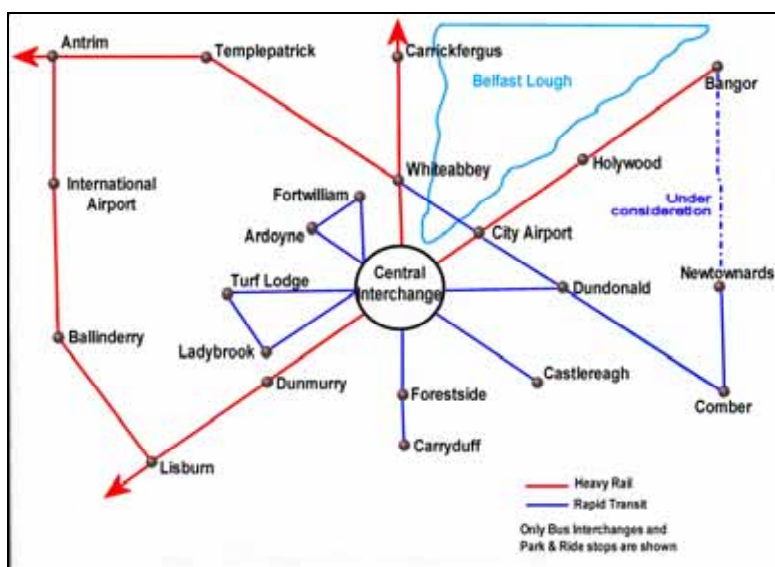 Antrim
Templepatrick
Carrickfergus
Belfast Lough
Bangor
Holywood
Whiteabbey
International
Airport
Fortwilliam
Under
consideration
Ardoyne
City Airport
Central
Interchange
Turf Lodge
Dundonald
Newtownards
Ballinderry
Ladybrook
Dunmurry
Castlereagh
Forestside
Comber
Carryduff
Lisburn
Heavy Rail
Rapid Transit
Only Bus Interchanges and
Park & Ride stops are shown